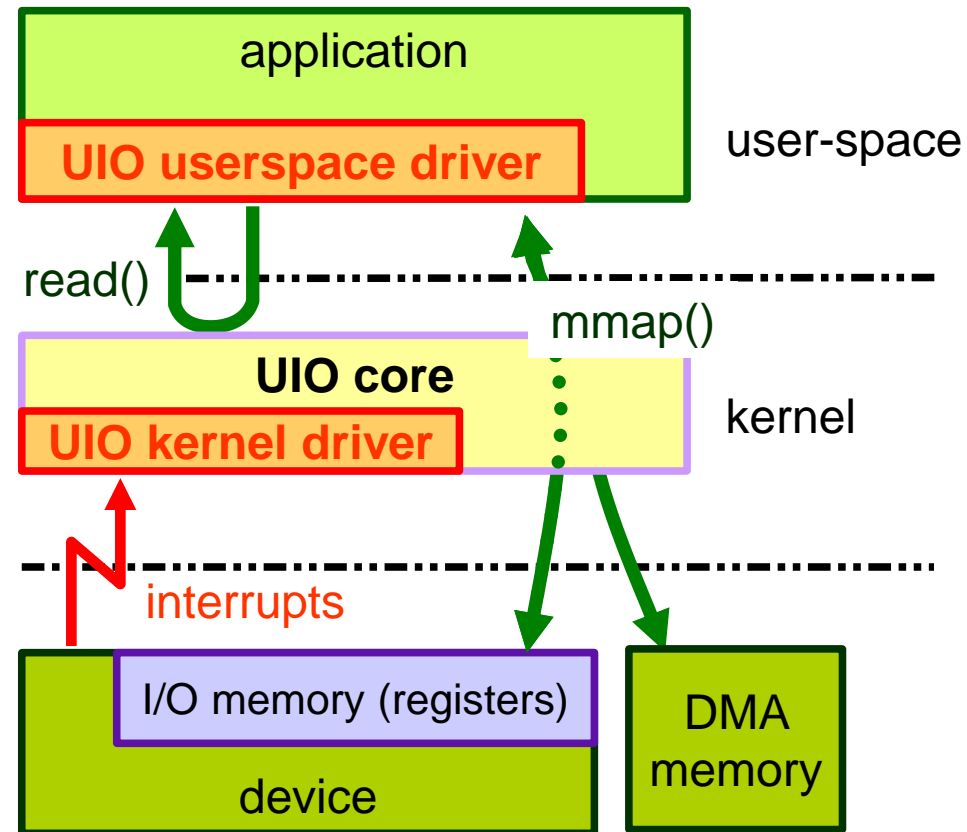 application
UIO userspace driver
user-space
read()
mmap()
UIO core
UIO kernel driver
kernel
interrupts
I/O memory (registers)
device
DMA
memory